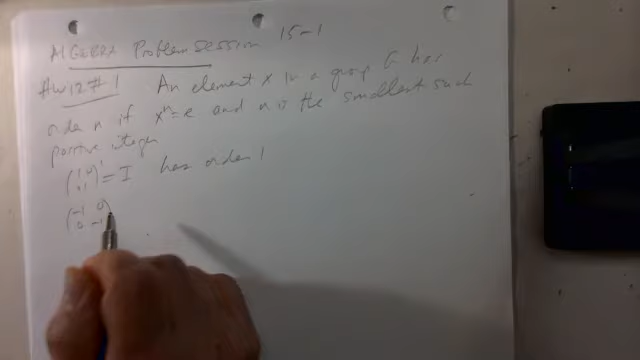 ALGEBRA Problem Session 15-1
HW12#1 An element x in a group G has
order n if xⁿ=e and n is the smallest such
positive integer
(1 0
0 1)¹ = I has order 1
(-1 0
0 -1)